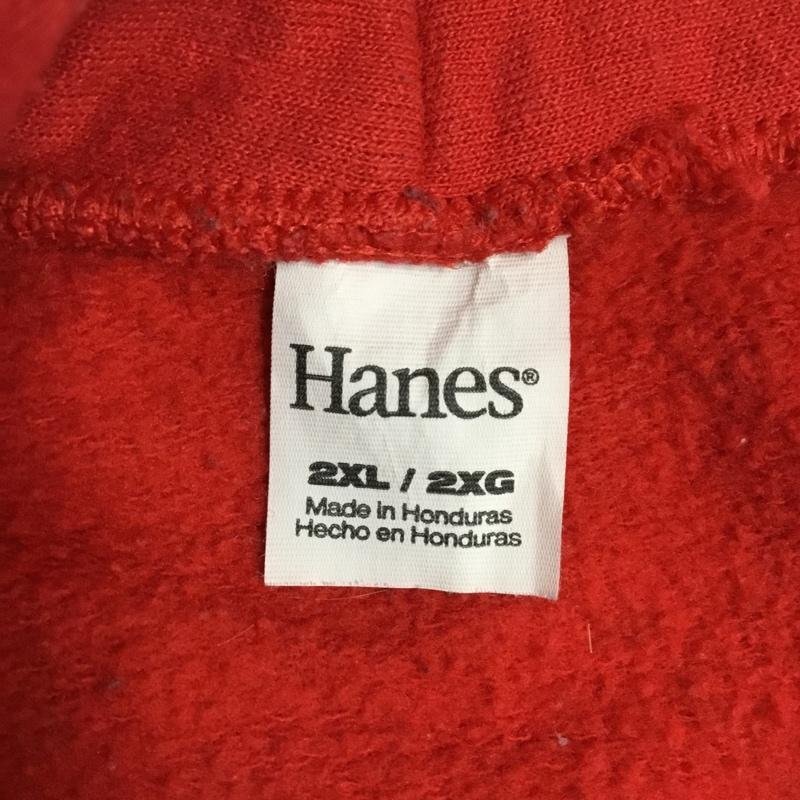 Hanes®
2XL / 2XG
Made in Honduras
Hecho en Honduras